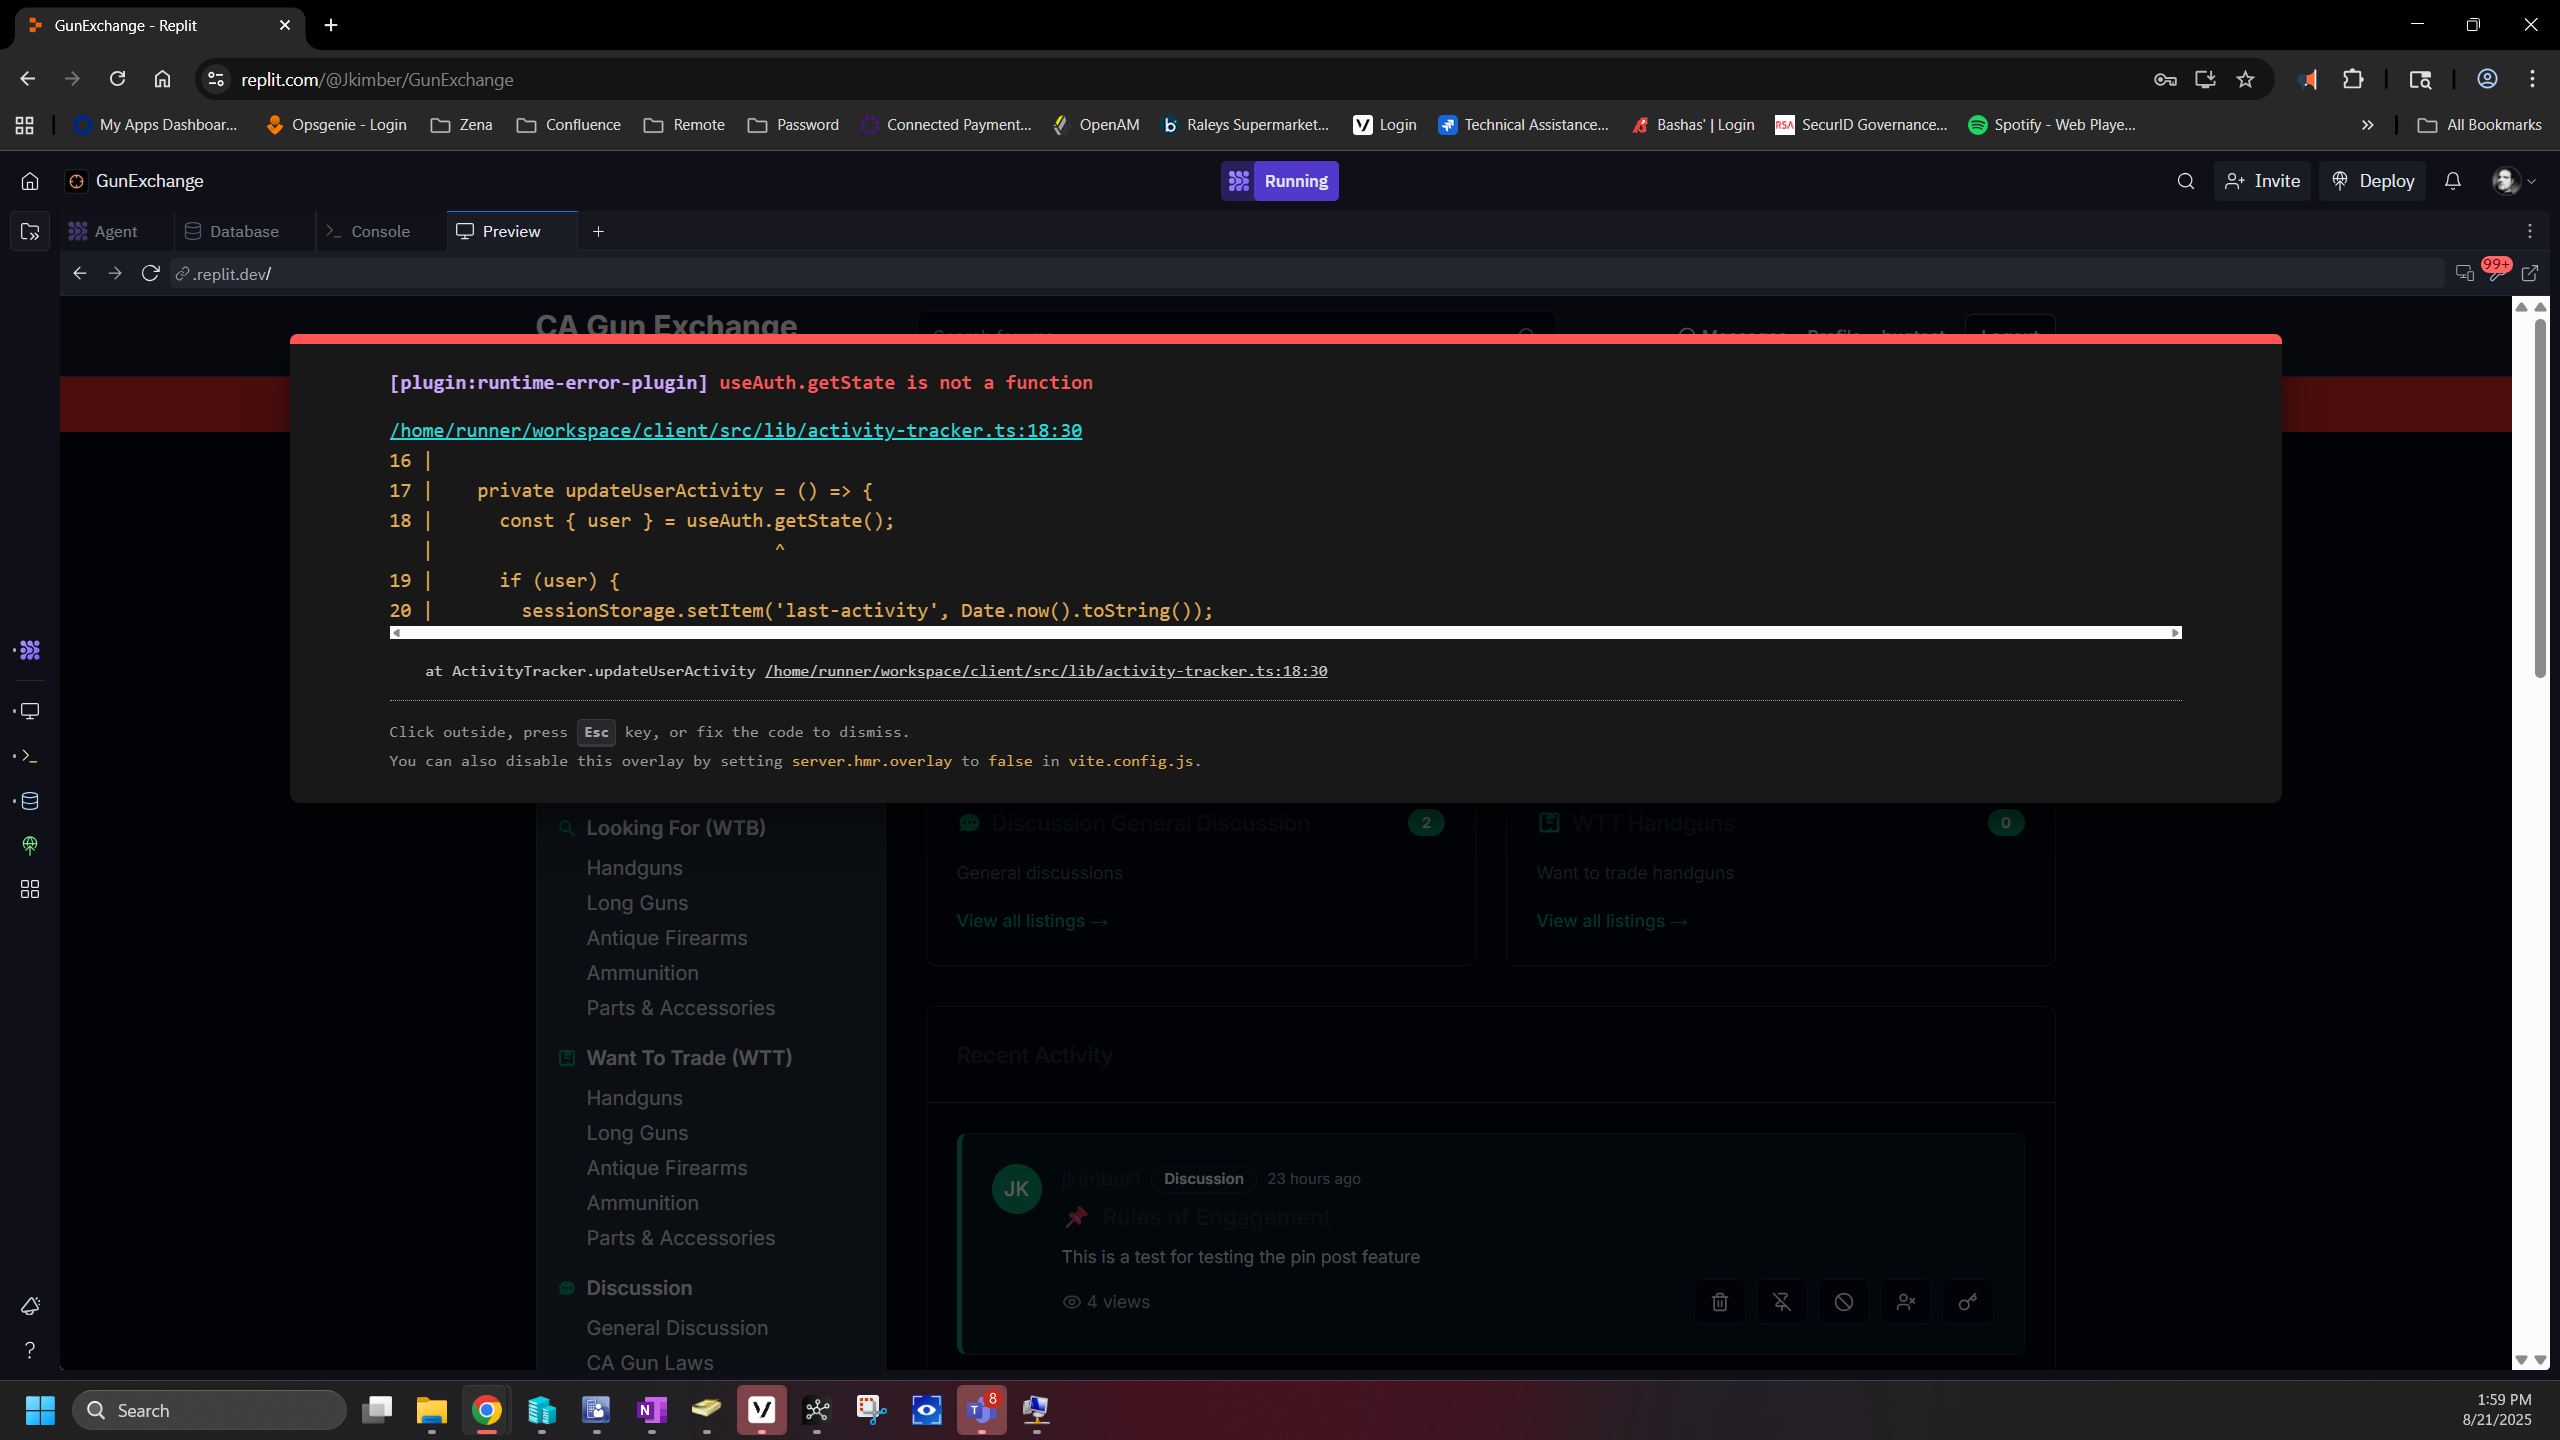 GunExchange - Replit
replit.com/@Jkimber/GunExchange
My Apps Dashboar...
Opsgenie - Login
Zena
Confluence
Remote
Password
Connected Payment...
OpenAM
Raleys Supermarket...
Login
Technical Assistance...
Bashas' | Login
RSA
SecurID Governance...
Spotify - Web Playe...
All Bookmarks
GunExchange
Running
Invite
Deploy
Agent
Database
Console
Preview
.replit.dev/
99+
CA Gun Exchange
[plugin:runtime-error-plugin] useAuth.getState is not a function
/home/runner/workspace/client/src/lib/activity-tracker.ts:18:30
16 |
17 |    private updateUserActivity = () => {
18 |      const { user } = useAuth.getState();
|                               ^
19 |      if (user) {
20 |        sessionStorage.setItem('last-activity', Date.now().toString());
at ActivityTracker.updateUserActivity /home/runner/workspace/client/src/lib/activity-tracker.ts:18:30
Click outside, press Esc key, or fix the code to dismiss.
You can also disable this overlay by setting server.hmr.overlay to false in vite.config.js.
Looking For (WTB)
Handguns
Long Guns
Antique Firearms
Ammunition
Parts & Accessories
Want To Trade (WTT)
Handguns
Long Guns
Antique Firearms
Ammunition
Parts & Accessories
Discussion
General Discussion
CA Gun Laws
Discussion General Discussion
2
General discussions
View all listings →
WTT Handguns
0
Want to trade handguns
View all listings →
Recent Activity
JK
jkimber1
Discussion
23 hours ago
Rules of Engagement
This is a test for testing the pin post feature
4 views
Search
8
1:59 PM
8/21/2025